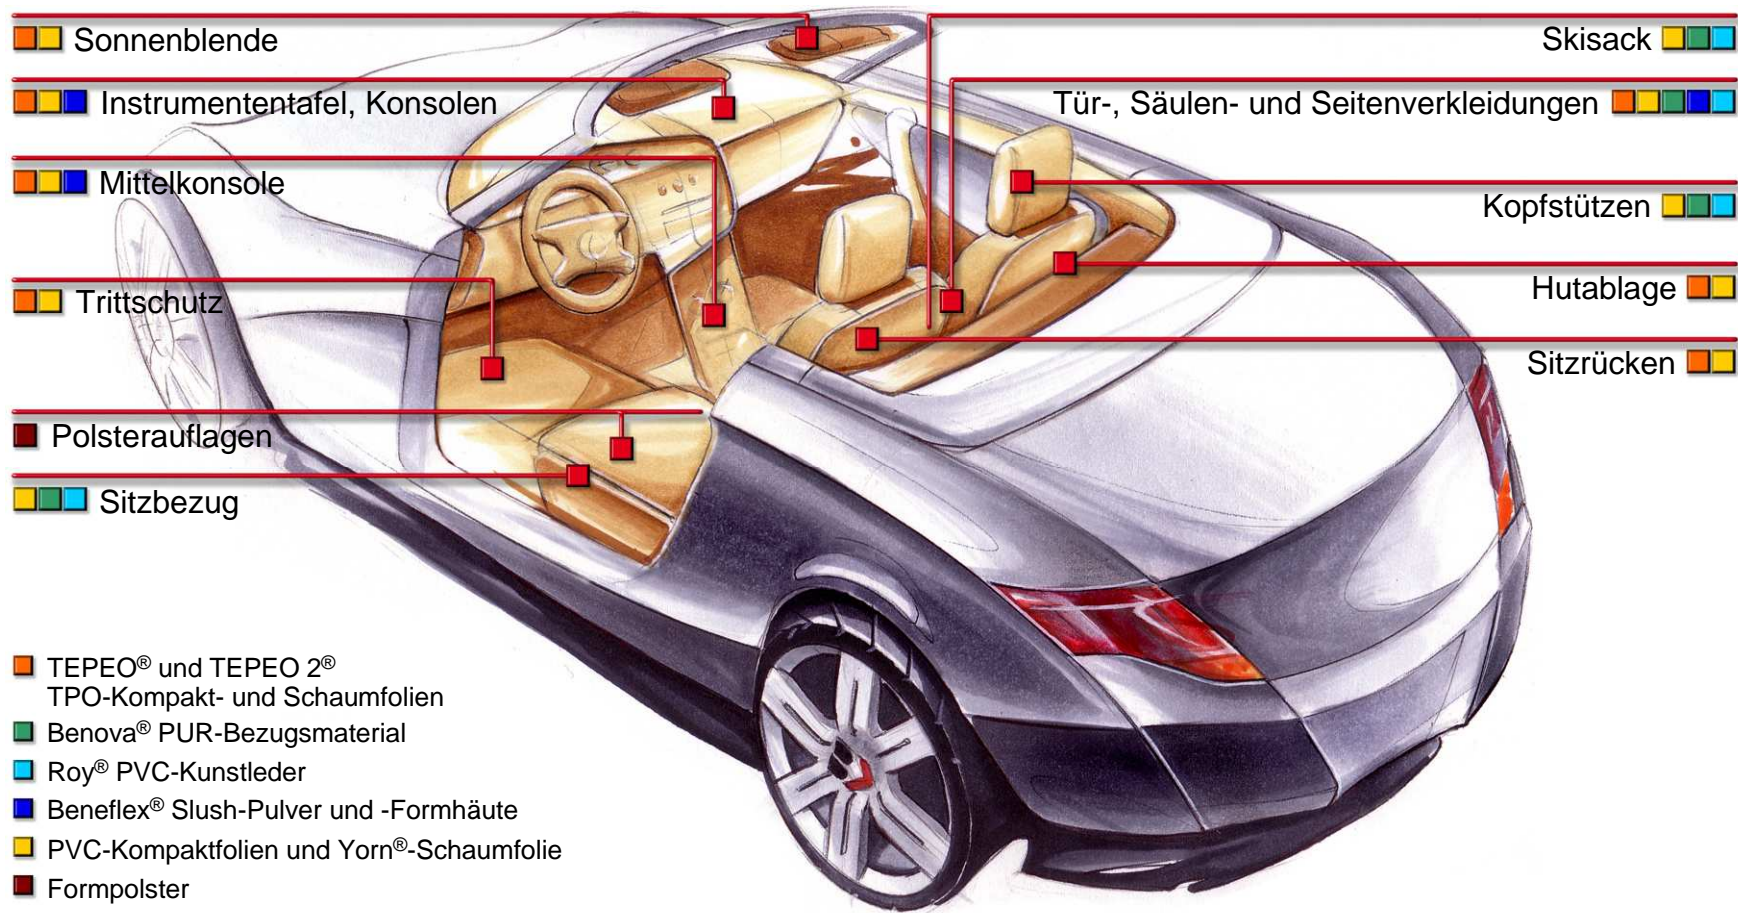 Sonnenblende
Instrumententafel, Konsolen
Mittelkonsole
Trittschutz
Polsterauflagen
Sitzbezug
Skisack
Tür-, Säulen- und Seitenverkleidungen
Kopfstützen
Hutablage
Sitzrücken
TEPEO® und TEPEO 2®
TPO-Kompakt- und Schaumfolien
Benova® PUR-Bezugsmaterial
Roy® PVC-Kunstleder
Beneflex® Slush-Pulver und -Formhäute
PVC-Kompaktfolien und Yorn®-Schaumfolie
Formpolster